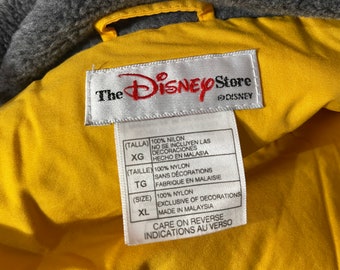 The DISNEY Store
©DISNEY
(TALLA) 100% NILON
NO SE INCLUYEN LAS
XG DECORACIONES
HECHO EN MALASIA
(TAILLE) 100% NYLON
SANS DÉCORATIONS
TG FABRIQUE EN MALAISIE
(SIZE) 100% NYLON
EXCLUSIVE OF DECORATIONS
XL MADE IN MALAYSIA
CARE ON REVERSE
INDICATIONS AU VERSO